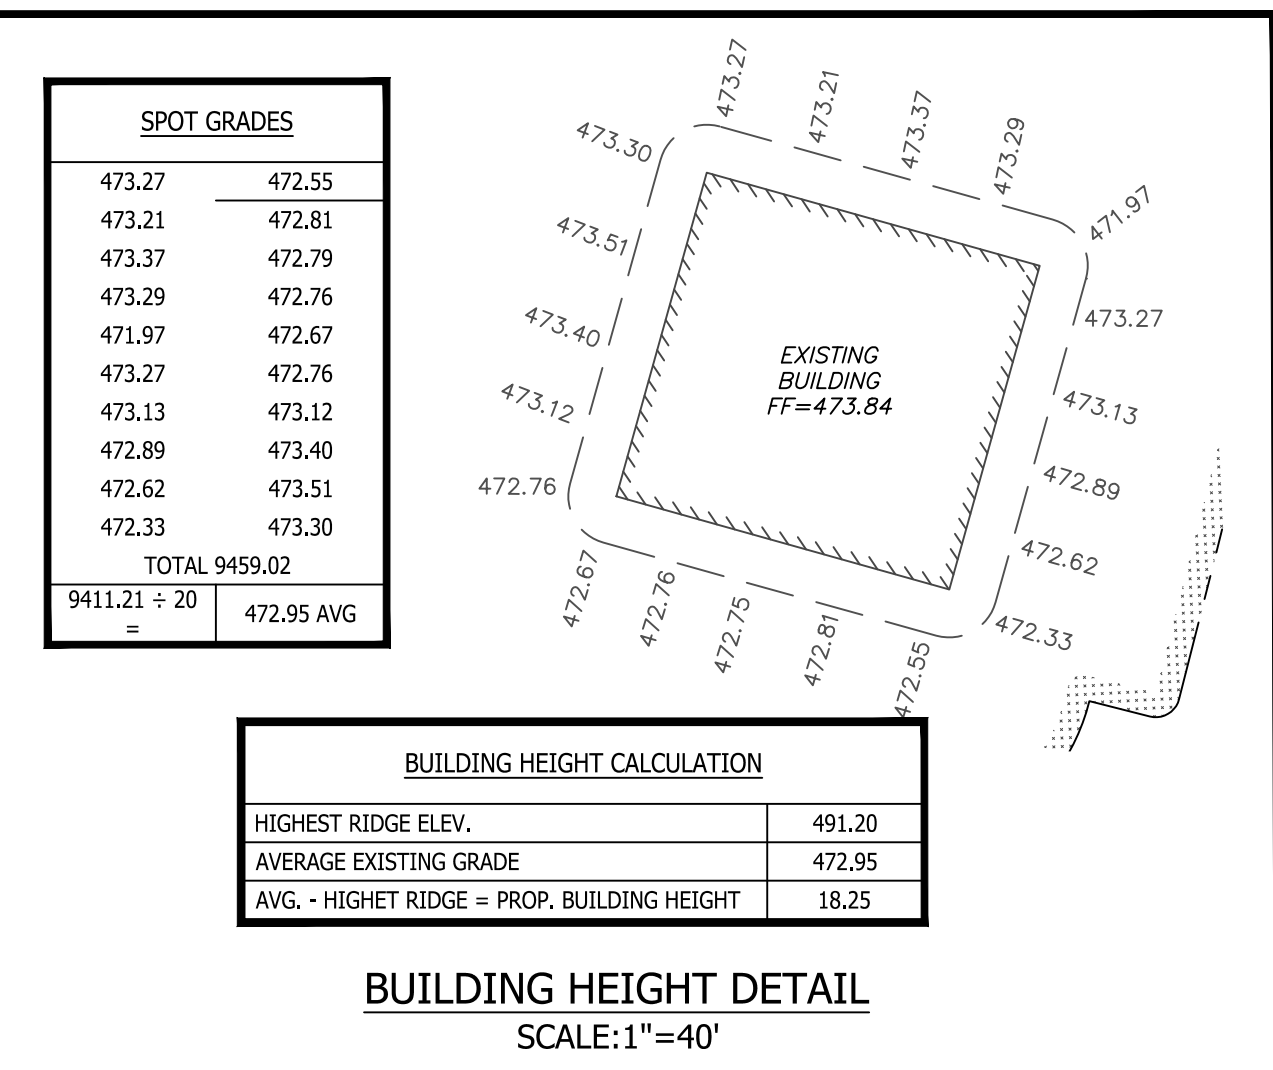 SPOT GRADES
473.27 472.55
473.21 472.81
473.37 472.79
473.29 472.76
471.97 472.67
473.27 472.76
473.13 473.12
472.89 473.40
472.62 473.51
472.33 473.30
TOTAL 9459.02
9411.21 ÷ 20
=
472.95 AVG
473.27
473.21
473.37
473.29
471.97
473.27
473.13
472.89
472.62
472.33
472.55
472.81
472.75
472.76
472.67
472.76
473.12
473.40
473.51
473.30
EXISTING
BUILDING
FF=473.84
BUILDING HEIGHT CALCULATION
HIGHEST RIDGE ELEV. 491.20
AVERAGE EXISTING GRADE 472.95
AVG. - HIGHET RIDGE = PROP. BUILDING HEIGHT 18.25
BUILDING HEIGHT DETAIL
SCALE:1"=40'